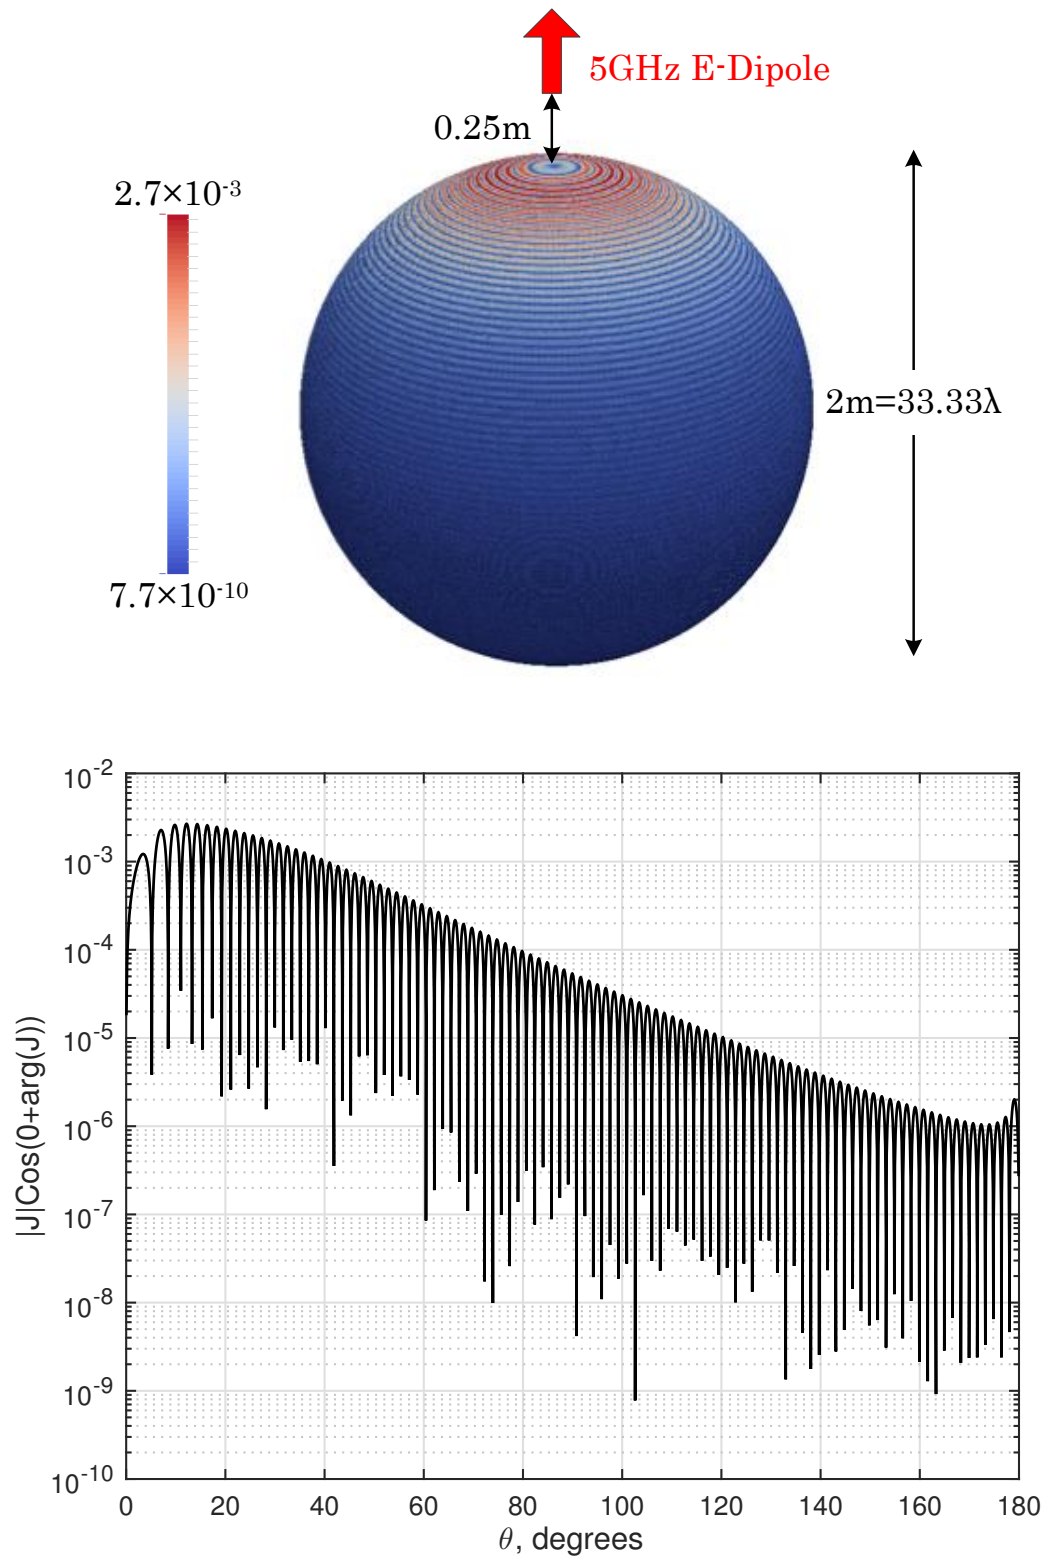 5GHz E-Dipole
0.25m
2.7×10⁻³
2m=33.33λ
7.7×10⁻¹⁰
10⁻²
10⁻³
10⁻⁴
10⁻⁵
10⁻⁶
10⁻⁷
10⁻⁸
10⁻⁹
10⁻¹⁰
|J|Cos(0+arg(J))
0 20 40 60 80 100 120 140 160 180
θ, degrees